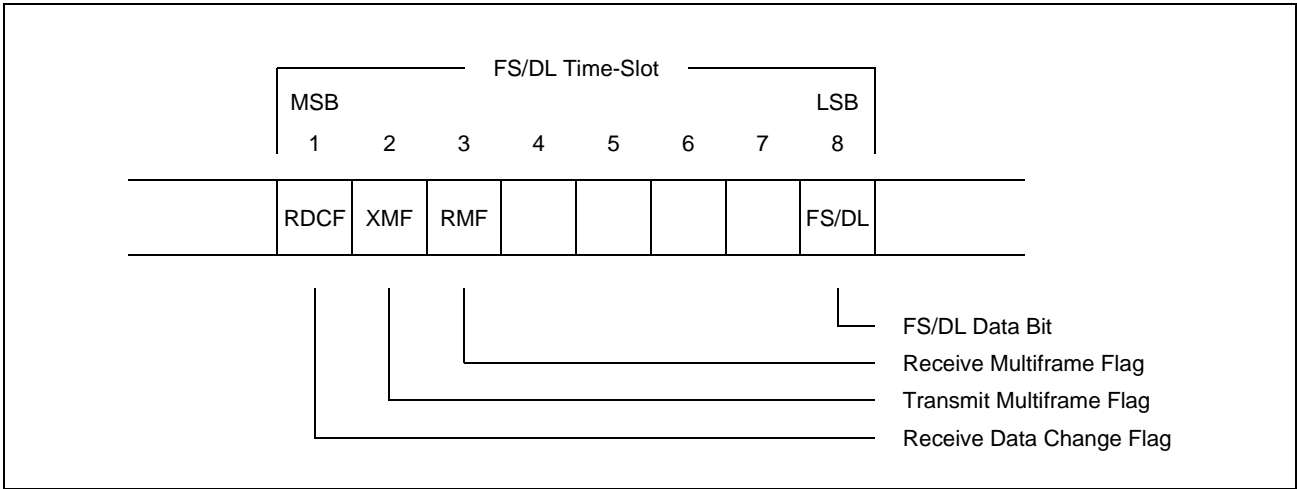 FS/DL Time-Slot
MSB LSB
1 2 3 4 5 6 7 8
RDCF XMF RMF FS/DL
FS/DL Data Bit
Receive Multiframe Flag
Transmit Multiframe Flag
Receive Data Change Flag